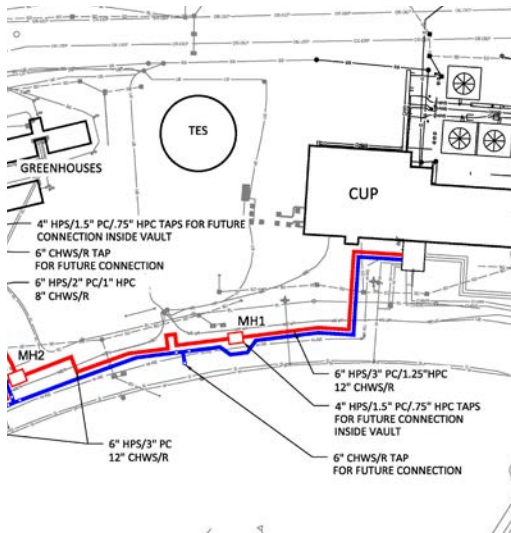 TES
GREENHOUSES
CUP
4" HPS/1.5" PC/.75" HPC TAPS FOR FUTURE
CONNECTION INSIDE VAULT
6" CHWS/R TAP
FOR FUTURE CONNECTION
6" HPS/2" PC/1" HPC
8" CHWS/R
MH1
MH2
6" HPS/3" PC/1.25"HPC
12" CHWS/R
4" HPS/1.5" PC/.75" HPC TAPS
FOR FUTURE CONNECTION
INSIDE VAULT
6" HPS/3" PC
12" CHWS/R
6" CHWS/R TAP
FOR FUTURE CONNECTION